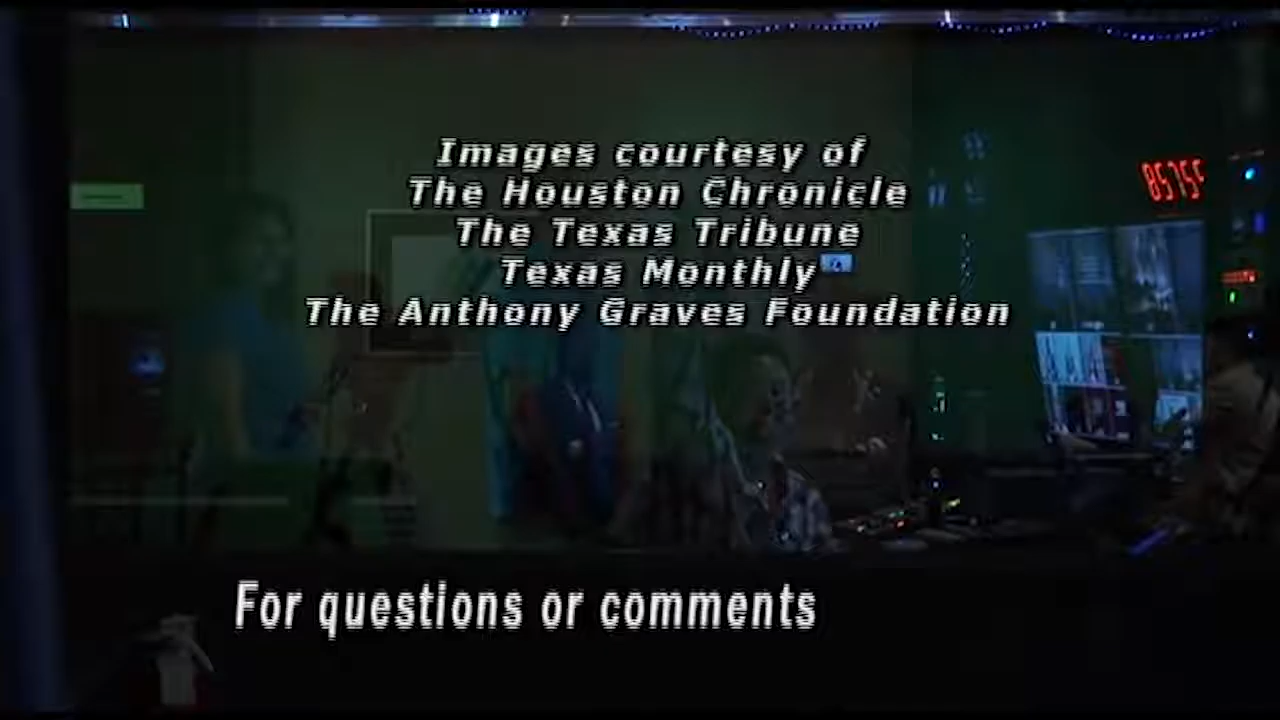 Images courtesy of
The Houston Chronicle
The Texas Tribune
Texas Monthly
The Anthony Graves Foundation
For questions or comments